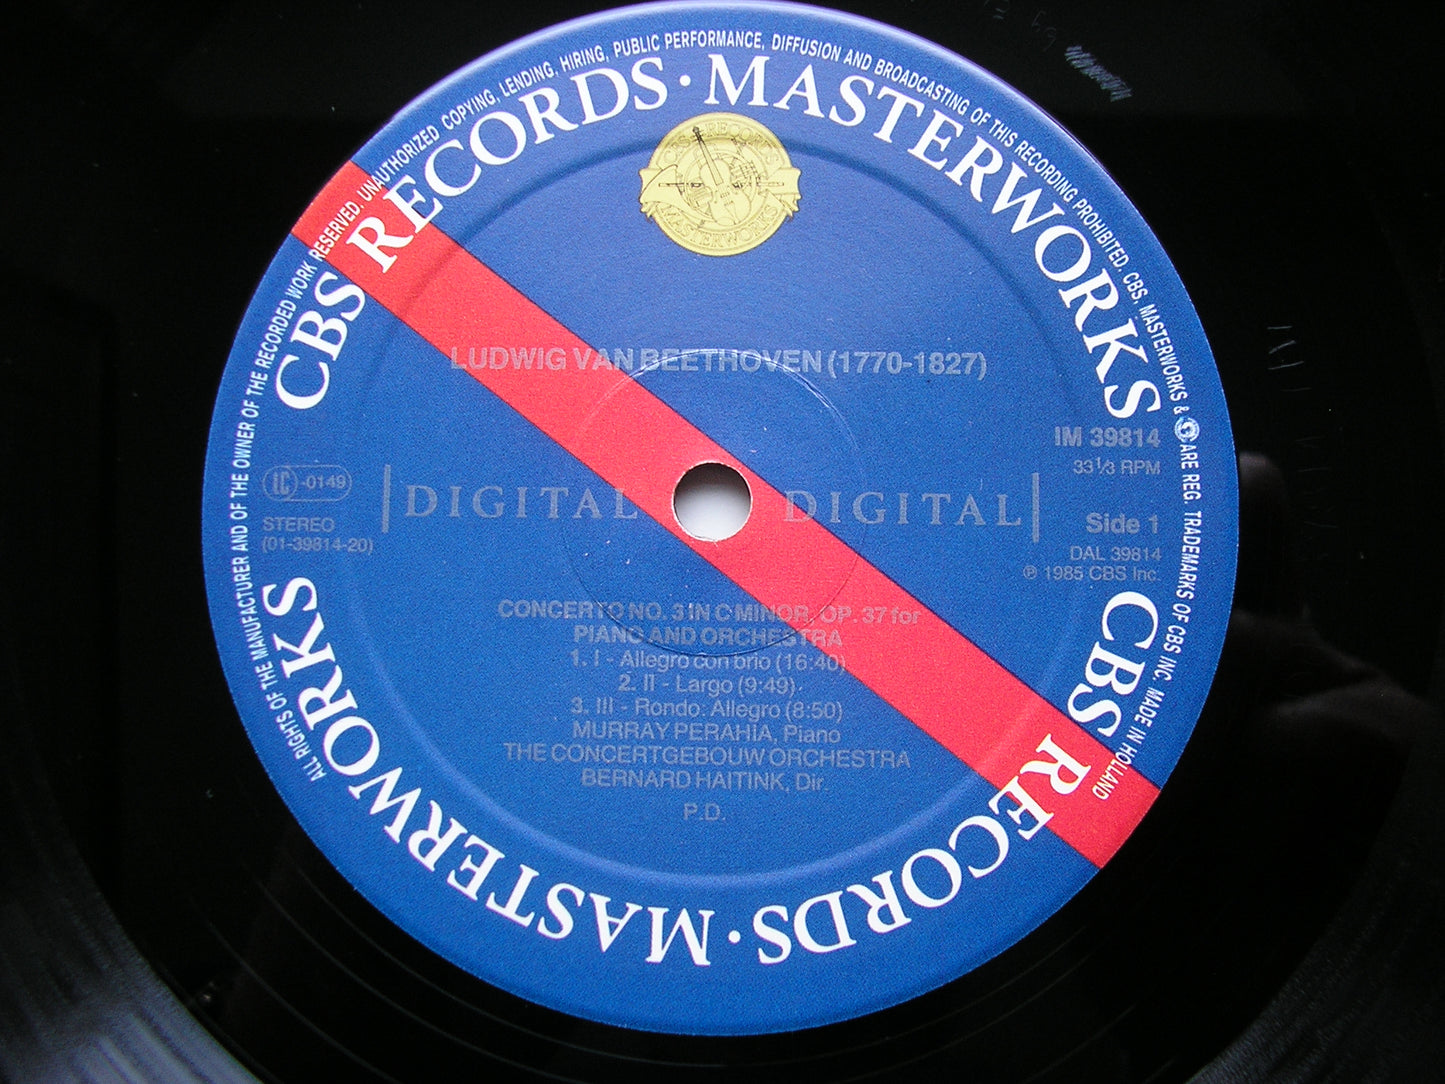 ALL RIGHTS OF THE MANUFACTURER AND OF THE OWNER OF THE RECORDED WORK RESERVED. UNAUTHORIZED COPYING, LENDING, HIRING, PUBLIC PERFORMANCE, DIFFUSION AND BROADCASTING OF THIS RECORDING PROHIBITED. CBS, MASTERWORKS & ARE REG. TRADEMARKS OF CBS INC. MADE IN HOLLAND
CBS RECORDS · MASTERWORKS
CBS RECORDS · MASTERWORKS
CBS RECORDS
MASTERWORKS
LUDWIG VAN BEETHOVEN (1770-1827)
IM 39814
33⅓ RPM
IC -0149
DIGITAL DIGITAL
STEREO
(01-39814-20)
Side 1
DAL 39814
℗ 1985 CBS Inc.
CONCERTO NO. 3 IN C MINOR, OP. 37 for
PIANO AND ORCHESTRA
1. I - Allegro con brio (16:40)
2. II - Largo (9:49)
3. III - Rondo: Allegro (8:50)
MURRAY PERAHIA, Piano
THE CONCERTGEBOUW ORCHESTRA
BERNARD HAITINK, Dir.
P.D.